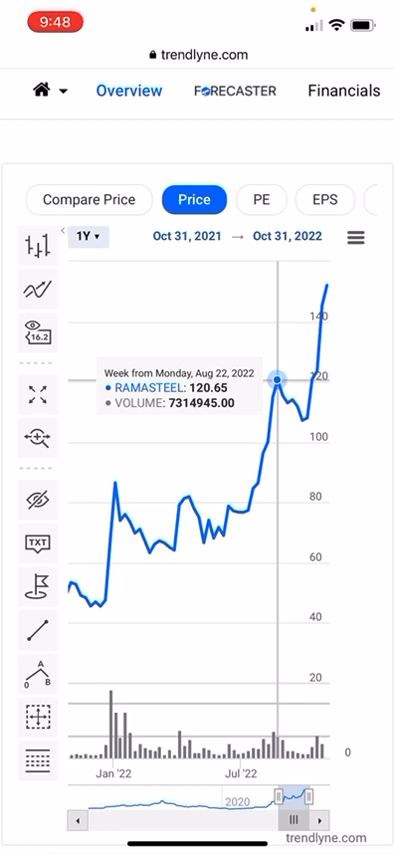 9:48
trendlyne.com
Overview FORECASTER Financials
Compare Price Price PE EPS
1Y Oct 31, 2021 → Oct 31, 2022
16.2
140
Week from Monday, Aug 22, 2022
RAMASTEEL: 120.65
VOLUME: 7314945.00
120
100
80
TXT
60
40
A
0 B
20
0
Jan '22 Jul '22
2020
trendlyne.com